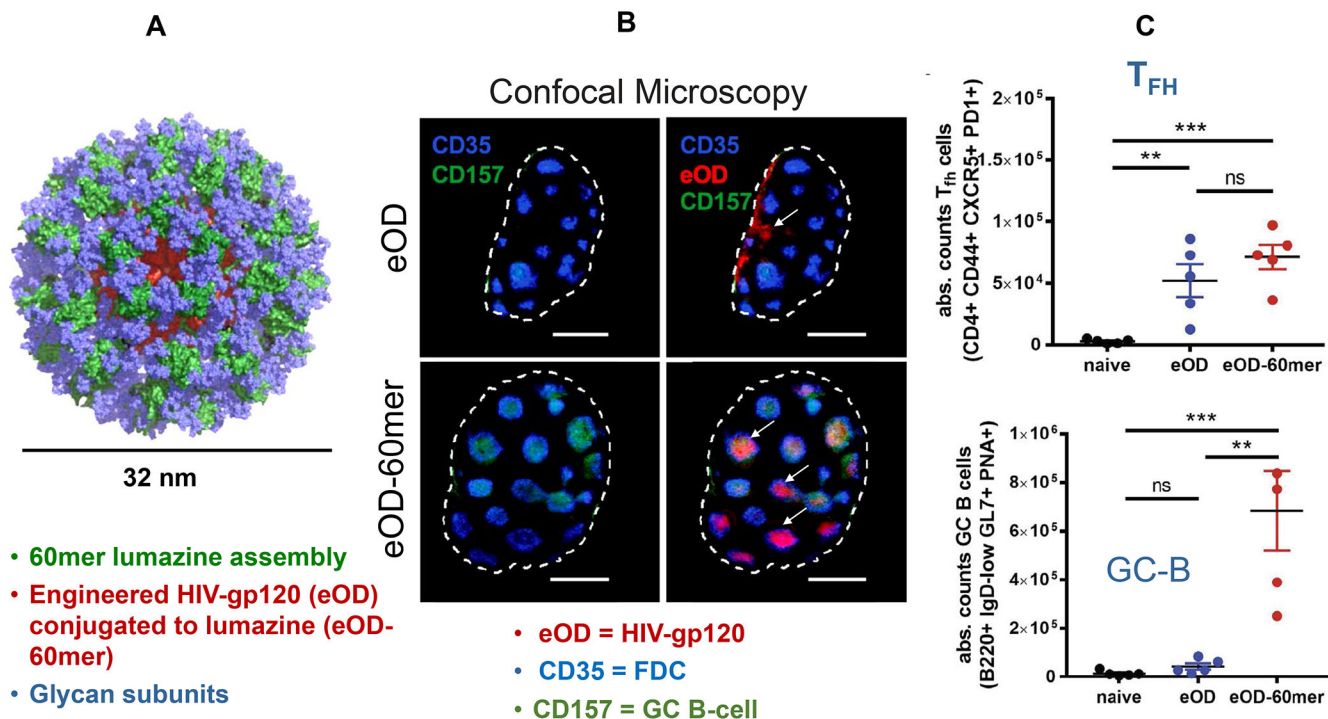 A
B
C
32 nm
• 60mer lumazine assembly
• Engineered HIV-gp120 (eOD)
conjugated to lumazine (eOD-
60mer)
• Glycan subunits
Confocal Microscopy
eOD
eOD-60mer
CD35
CD157
CD35
eOD
CD157
• eOD = HIV-gp120
• CD35 = FDC
• CD157 = GC B-cell
TFH
abs. counts Tfh cells
(CD4+ CD44+ CXCR5+ PD1+)
2×10⁵
1.5×10⁵
1×10⁵
5×10⁴
0
***
**
ns
naive eOD eOD-60mer
GC-B
abs. counts GC B cells
(B220+ IgD-low GL7+ PNA+)
1×10⁶
8×10⁵
6×10⁵
4×10⁵
2×10⁵
0
***
**
ns
naive eOD eOD-60mer